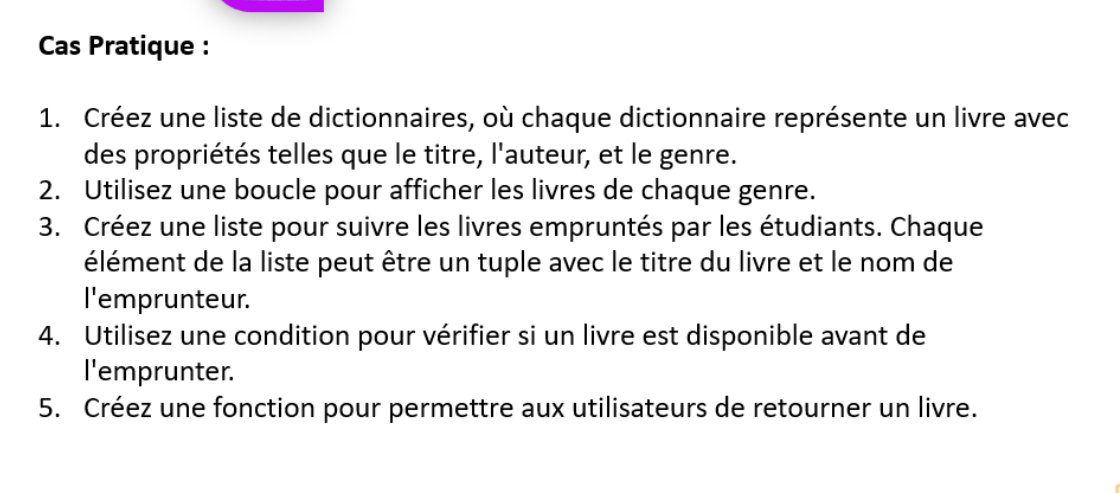 Cas Pratique :
1. Créez une liste de dictionnaires, où chaque dictionnaire représente un livre avec
des propriétés telles que le titre, l'auteur, et le genre.
2. Utilisez une boucle pour afficher les livres de chaque genre.
3. Créez une liste pour suivre les livres empruntés par les étudiants. Chaque
élément de la liste peut être un tuple avec le titre du livre et le nom de
l'emprunteur.
4. Utilisez une condition pour vérifier si un livre est disponible avant de
l'emprunter.
5. Créez une fonction pour permettre aux utilisateurs de retourner un livre.